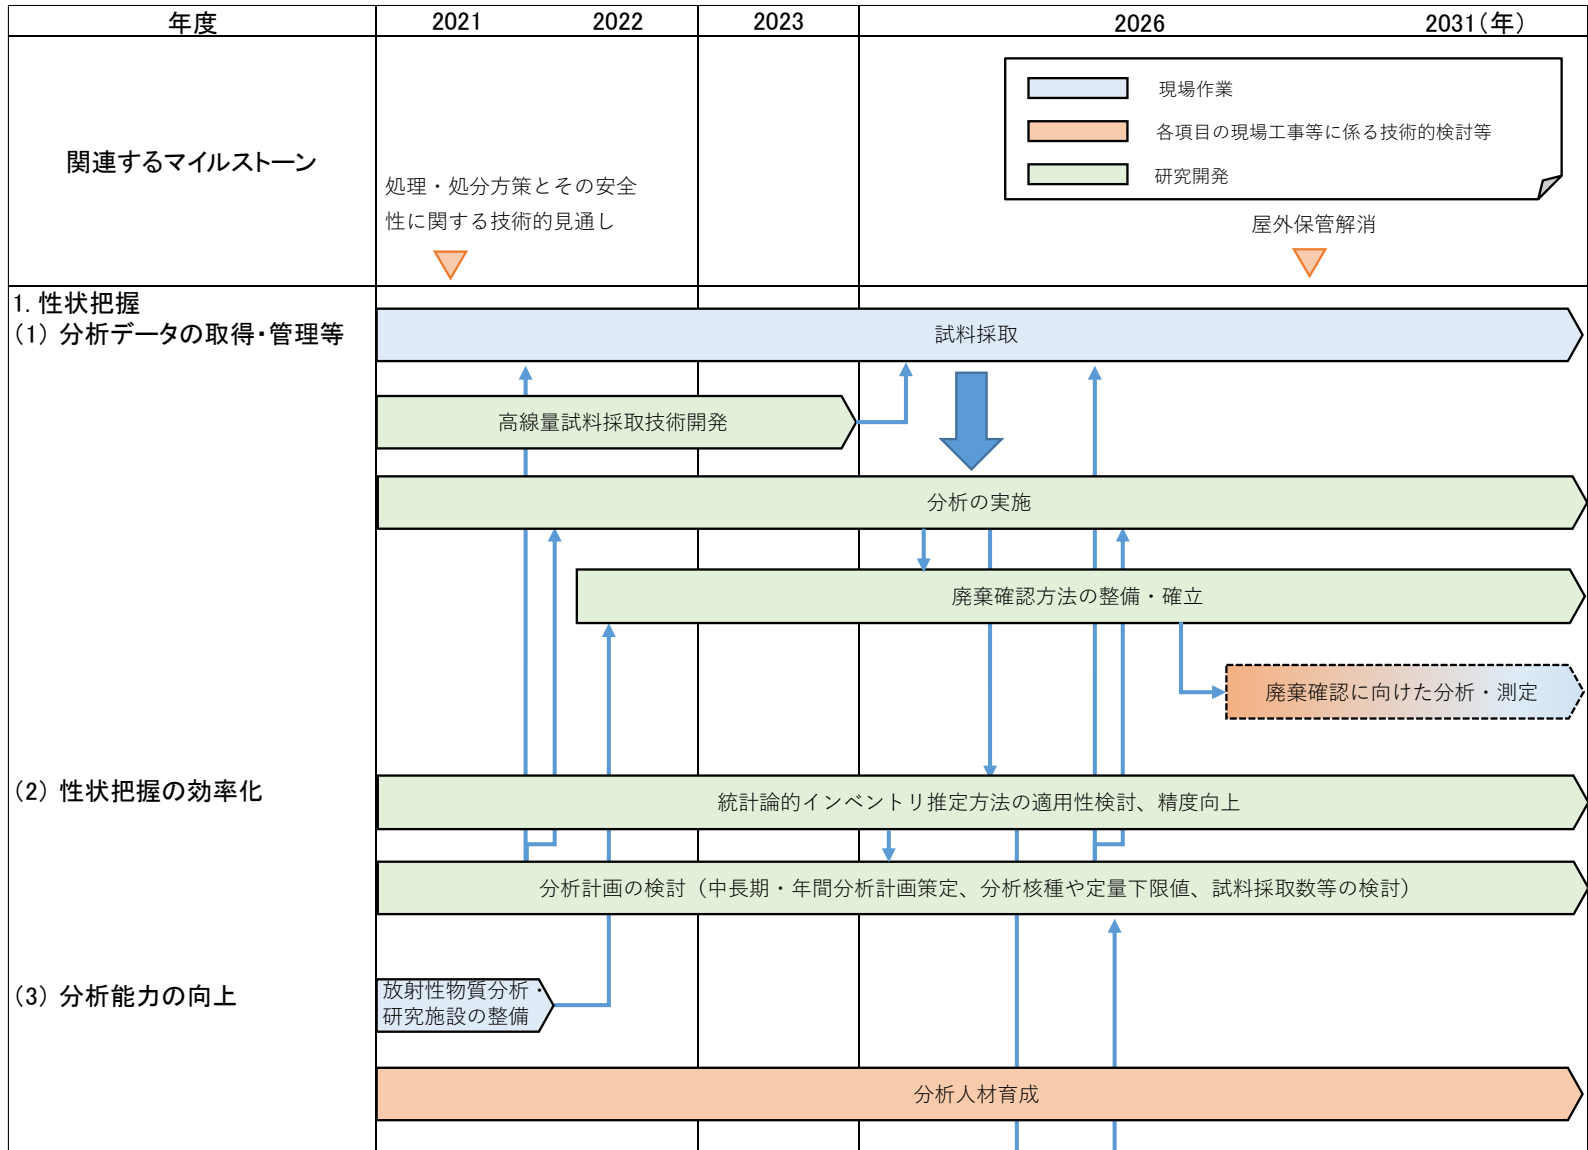 年度 2021 2022 2023 2026 2031(年)
現場作業
各項目の現場工事等に係る技術的検討等
研究開発
関連するマイルストーン
処理・処分方策とその安全
性に関する技術的見通し
屋外保管解消
1. 性状把握
(1) 分析データの取得・管理等
試料採取
高線量試料採取技術開発
分析の実施
廃棄確認方法の整備・確立
廃棄確認に向けた分析・測定
(2) 性状把握の効率化
統計論的インベントリ推定方法の適用性検討、精度向上
分析計画の検討（中長期・年間分析計画策定、分析核種や定量下限値、試料採取数等の検討）
(3) 分析能力の向上
放射性物質分析・
研究施設の整備
分析人材育成